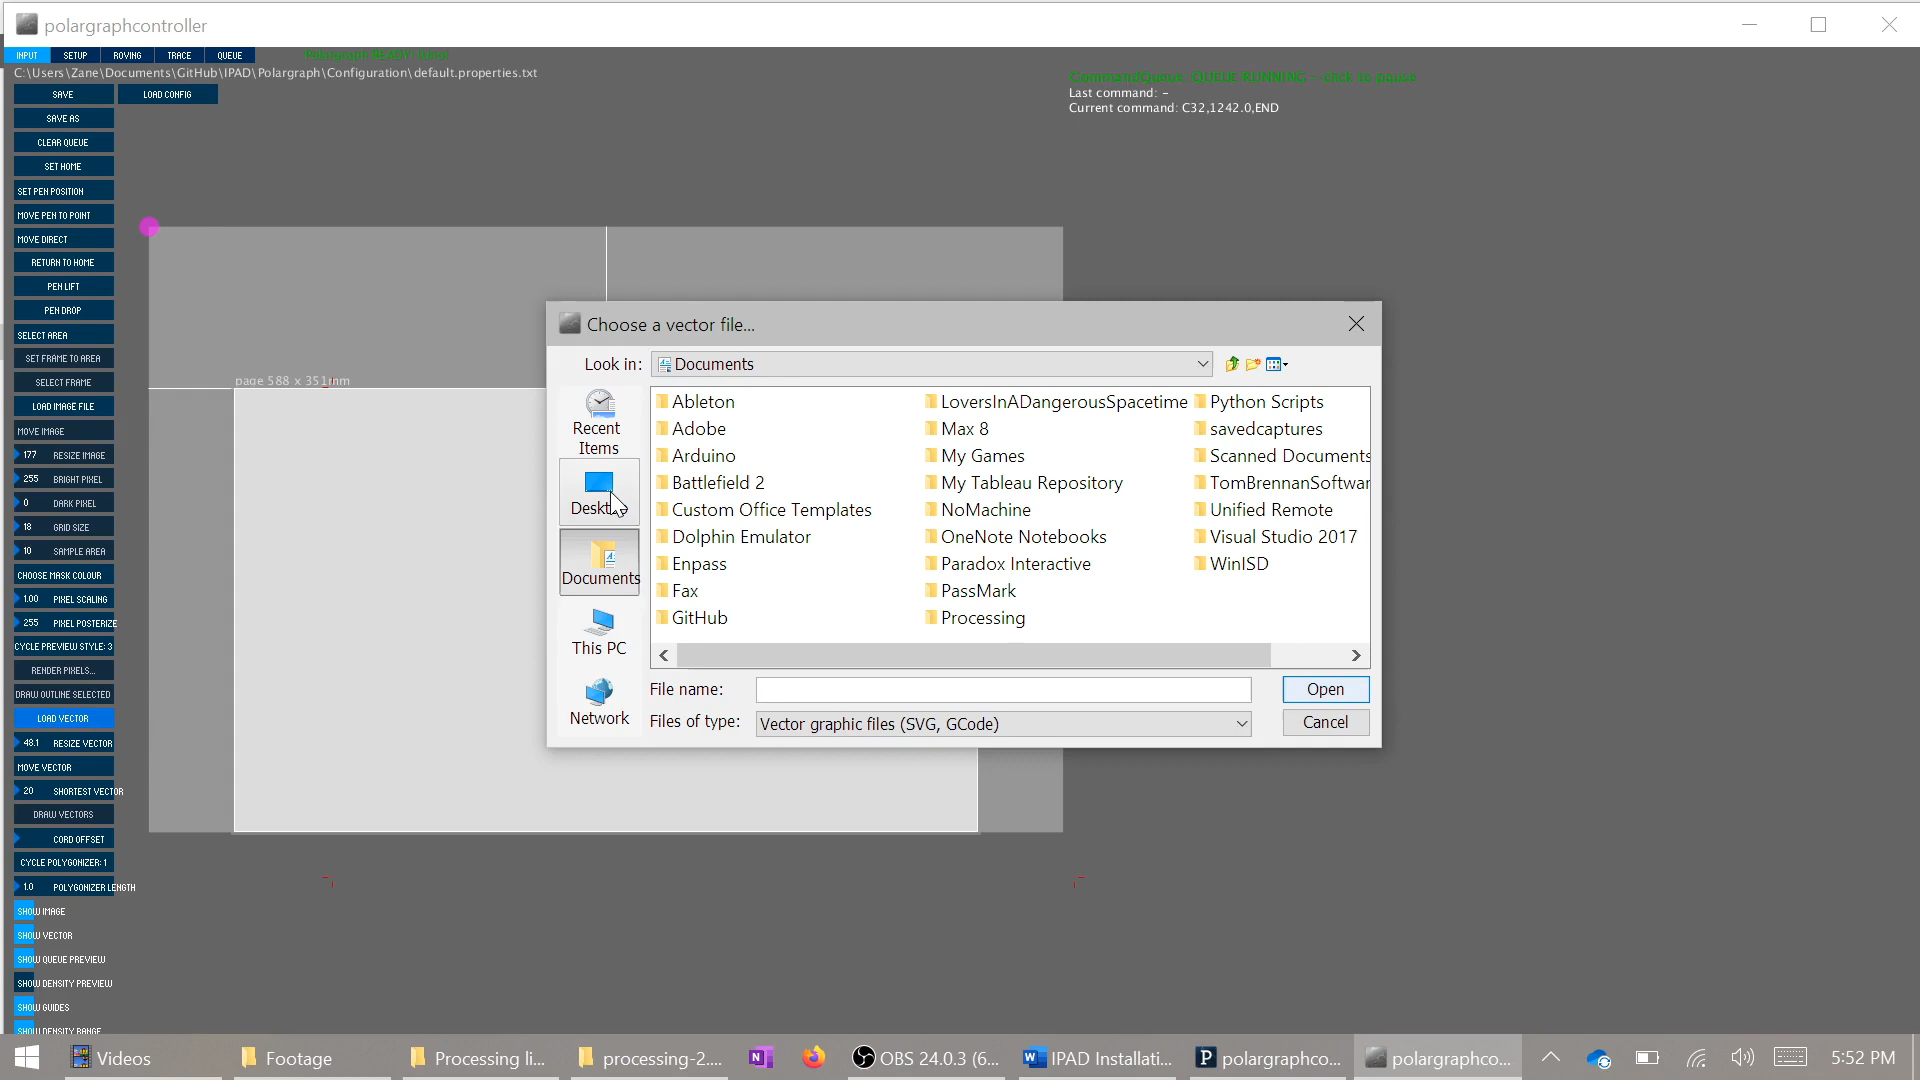 polargraphcontroller
INPUT SETUP ROVING TRACE QUEUE
C:\Users\Zane\Documents\GitHub\IPAD\Polargraph\Configuration\default.properties.txt
CommandQueue: QUEUE RUNNING - click to pause
Last command: -
Current command: C32,1242.0,END
SAVE LOAD CONFIG
SAVE AS
CLEAR QUEUE
SET HOME
SET PEN POSITION
MOVE PEN TO POINT
MOVE DIRECT
RETURN TO HOME
PEN LIFT
PEN DROP
SELECT AREA
SET FRAME TO AREA
SELECT FRAME
LOAD IMAGE FILE
MOVE IMAGE
177 RESIZE IMAGE
255 BRIGHT PIXEL
0 DARK PIXEL
18 GRID SIZE
10 SAMPLE AREA
CHOOSE MASK COLOUR
1.00 PIXEL SCALING
255 PIXEL POSTERIZE
CYCLE PREVIEW STYLE: 3
RENDER PIXELS...
DRAW OUTLINE SELECTED
LOAD VECTOR
48.1 RESIZE VECTOR
MOVE VECTOR
20 SHORTEST VECTOR
DRAW VECTORS
CORD OFFSET
CYCLE POLYGONIZER: 1
1.0 POLYGONIZER LENGTH
SHOW IMAGE
SHOW VECTOR
SHOW QUEUE PREVIEW
SHOW DENSITY PREVIEW
SHOW GUIDES
SHOW DENSITY RANGE
page 588 x 351mm
Choose a vector file...
Look in: Documents
Recent Items
Desktop
Documents
This PC
Network
Ableton
Adobe
Arduino
Battlefield 2
Custom Office Templates
Dolphin Emulator
Enpass
Fax
GitHub
LoversInADangerousSpacetime
Max 8
My Games
My Tableau Repository
NoMachine
OneNote Notebooks
Paradox Interactive
PassMark
Processing
Python Scripts
savedcaptures
Scanned Documents
TomBrennanSoftwar
Unified Remote
Visual Studio 2017
WinISD
File name: Open
Files of type: Vector graphic files (SVG, GCode) Cancel
Videos Footage Processing li... processing-2.... OBS 24.0.3 (6... IPAD Installati... polargraphco... polargraphco... 5:52 PM